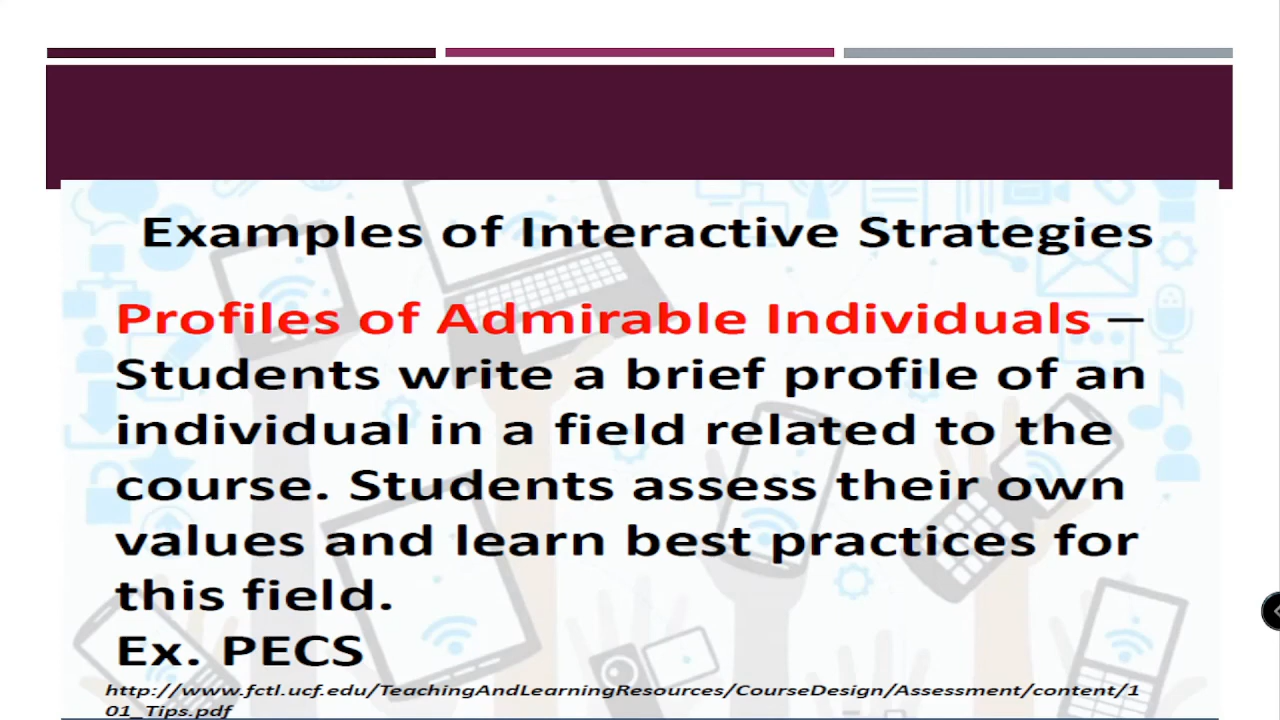 Examples of Interactive Strategies
Profiles of Admirable Individuals –
Students write a brief profile of an
individual in a field related to the
course. Students assess their own
values and learn best practices for
this field.
Ex. PECS
http://www.fctl.ucf.edu/TeachingAndLearningResources/CourseDesign/Assessment/content/1
01_Tips.pdf